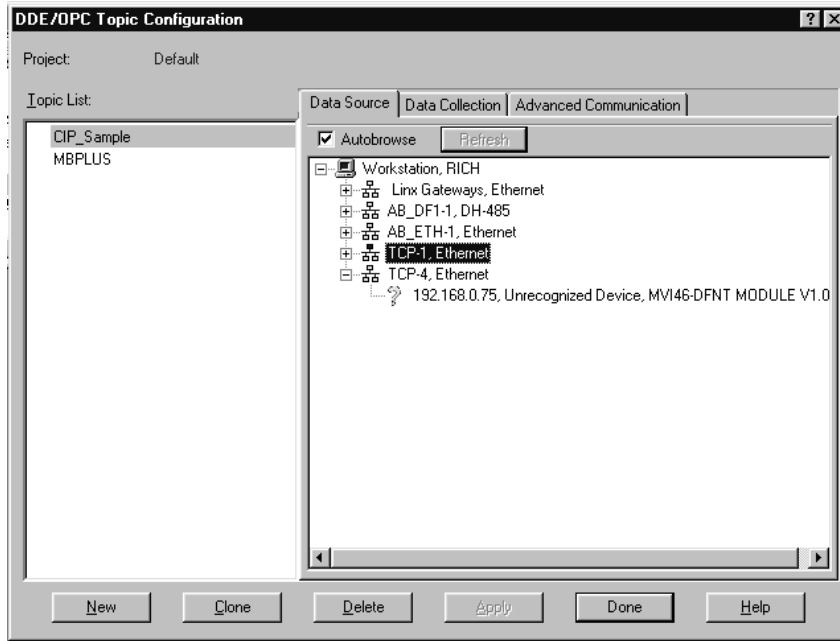 DDE/OPC Topic Configuration
Project: Default
Topic List:
CIP_Sample
MBPLUS
Data Source Data Collection Advanced Communication
Autobrowse Refresh
Workstation, RICH
Linx Gateways, Ethernet
AB_DF1-1, DH-485
AB_ETH-1, Ethernet
TCP-1, Ethernet
TCP-4, Ethernet
192.168.0.75, Unrecognized Device, MVI46-DFNT MODULE V1.0
New Clone Delete Apply Done Help